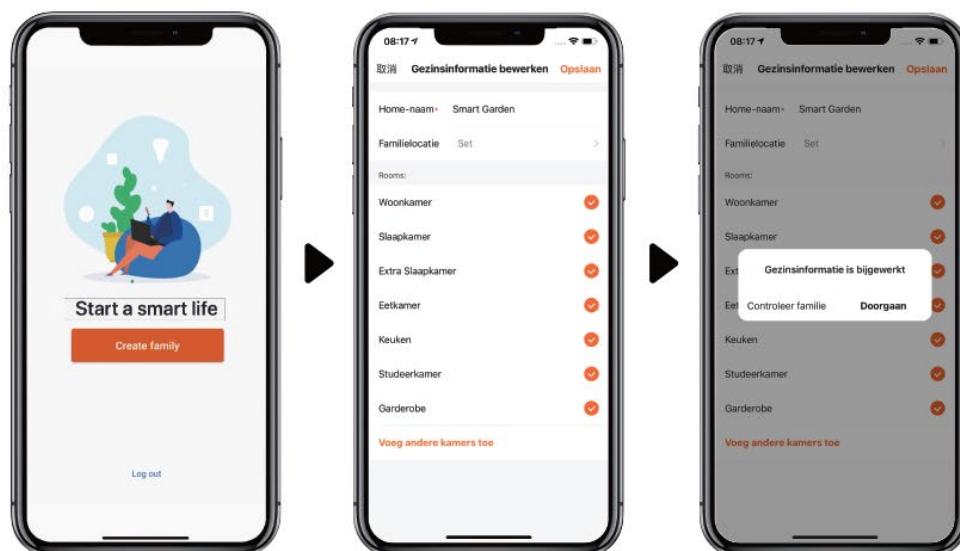 Start a smart life
Create family
Log out
08:17
取消 Gezinsinformatie bewerken Opslaan
Home-naam* Smart Garden
Familielocatie Set
Rooms:
Woonkamer
Slaapkamer
Extra Slaapkamer
Eetkamer
Keuken
Studeerkamer
Garderobe
Voeg andere kamers toe
08:17
取消 Gezinsinformatie bewerken Opslaan
Home-naam* Smart Garden
Familielocatie Set
Rooms:
Woonkamer
Slaapkamer
Ext
Gezinsinformatie is bijgewerkt
Eet
Controleer familie Doorgaan
Keuken
Studeerkamer
Garderobe
Voeg andere kamers toe